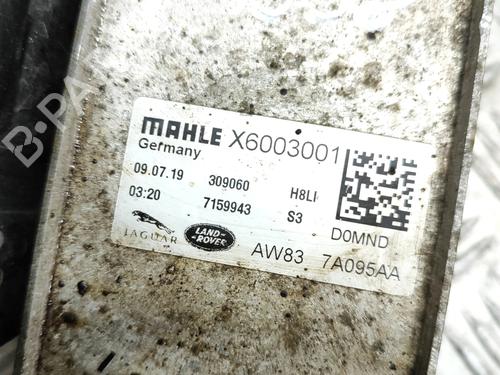 MAHLE X6003001
Germany
09.07.19 309060 H8LI
03:20 7159943 S3
D0MND
JAGUAR
LAND-
ROVER
AW83 7A095AA
B-PA